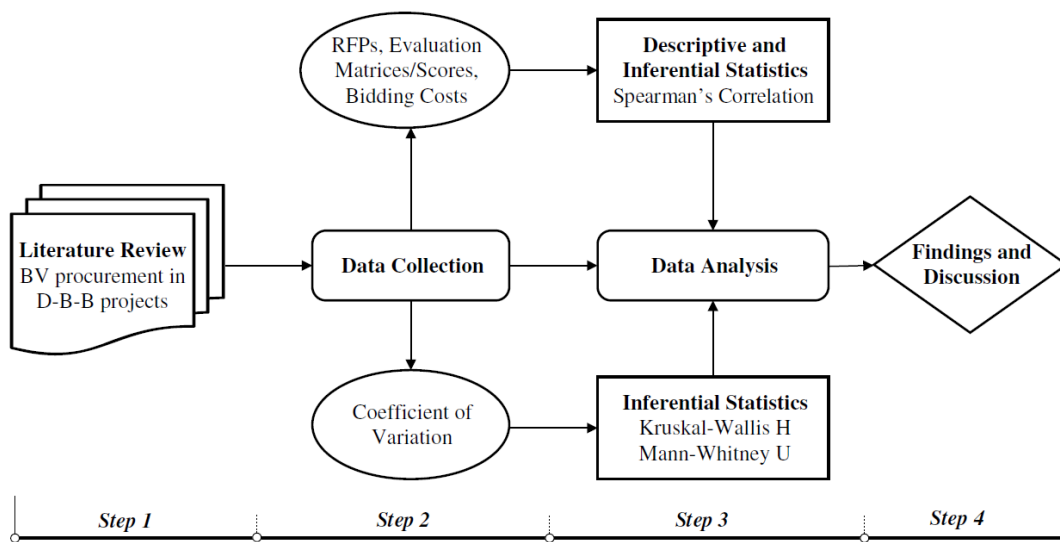 RFPs, Evaluation
Matrices/Scores,
Bidding Costs
Descriptive and
Inferential Statistics
Spearman's Correlation
Literature Review
BV procurement in
D-B-B projects
Data Collection
Data Analysis
Findings and
Discussion
Coefficient of
Variation
Inferential Statistics
Kruskal-Wallis H
Mann-Whitney U
Step 1
Step 2
Step 3
Step 4